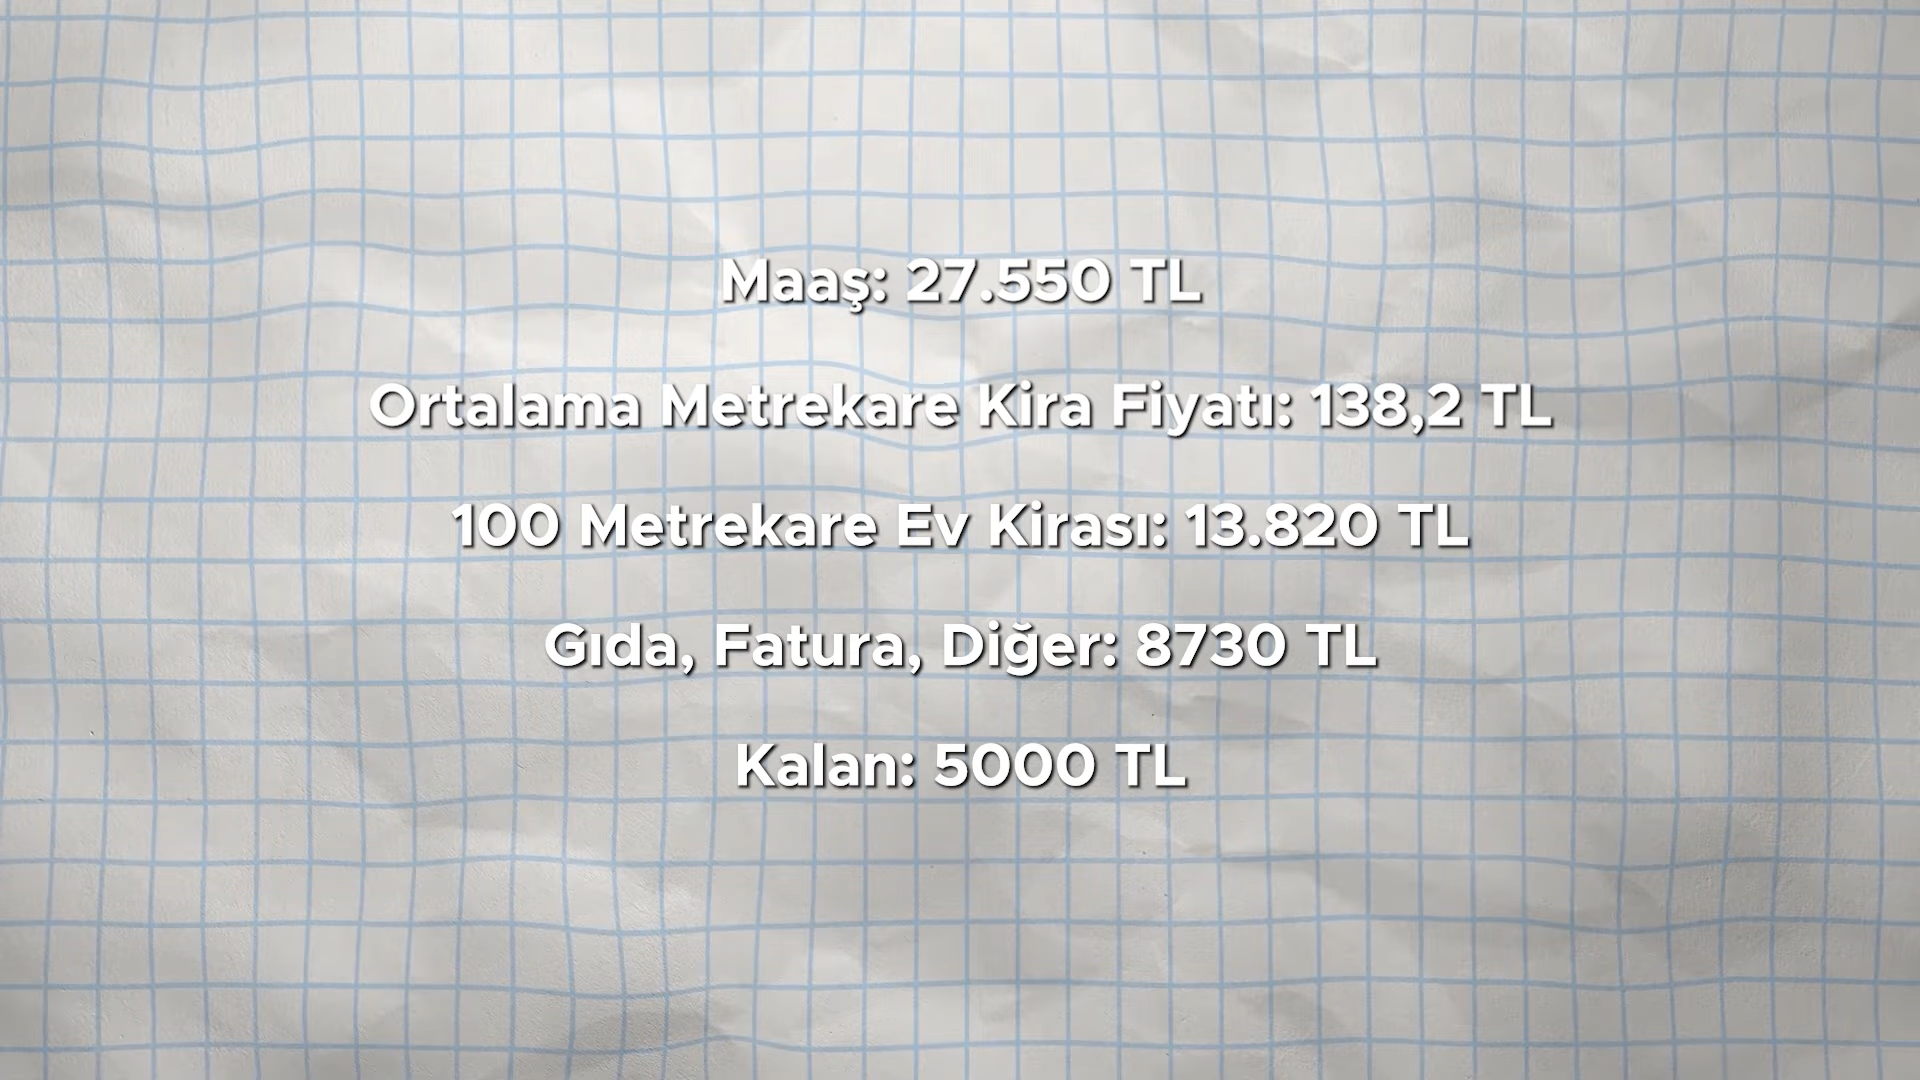 Maaş: 27.550 TL
Ortalama Metrekare Kira Fiyatı: 138,2 TL
100 Metrekare Ev Kirası: 13.820 TL
Gıda, Fatura, Diğer: 8730 TL
Kalan: 5000 TL